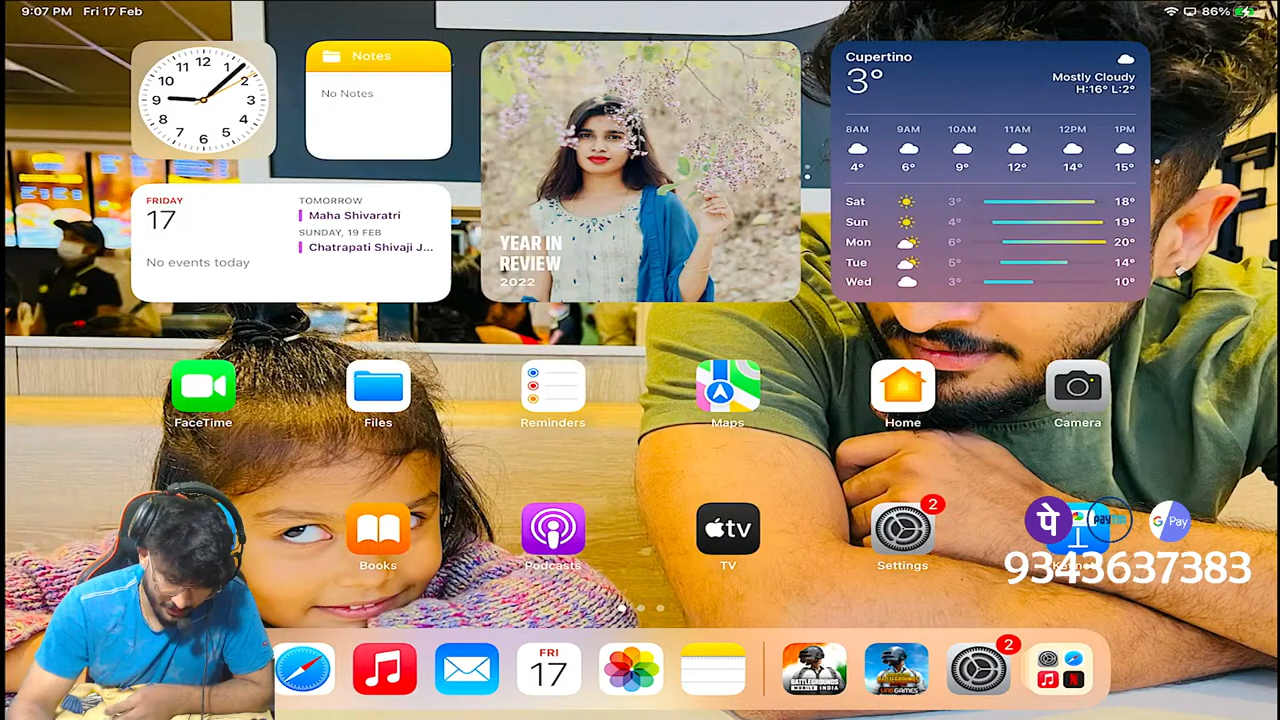 9:07 PM Fri 17 Feb
86%
12
1
2
3
4
5
6
7
8
9
10
11
Notes
No Notes
FRIDAY
17
No events today
TOMORROW
Maha Shivaratri
SUNDAY, 19 FEB
Chatrapati Shivaji J...
YEAR IN
REVIEW
2022
Cupertino
3°
Mostly Cloudy
H:16° L:2°
8AM 9AM 10AM 11AM 12PM 1PM
4° 6° 9° 12° 14° 15°
Sat 3° 18°
Sun 4° 19°
Mon 6° 20°
Tue 5° 14°
Wed 3° 10°
FaceTime Files Reminders Maps Home Camera
tv
2
पे Paytm G Pay
Books Podcasts TV Settings
9343637383
FRI
17
BATTLEGROUNDS
MOBILE INDIA
2